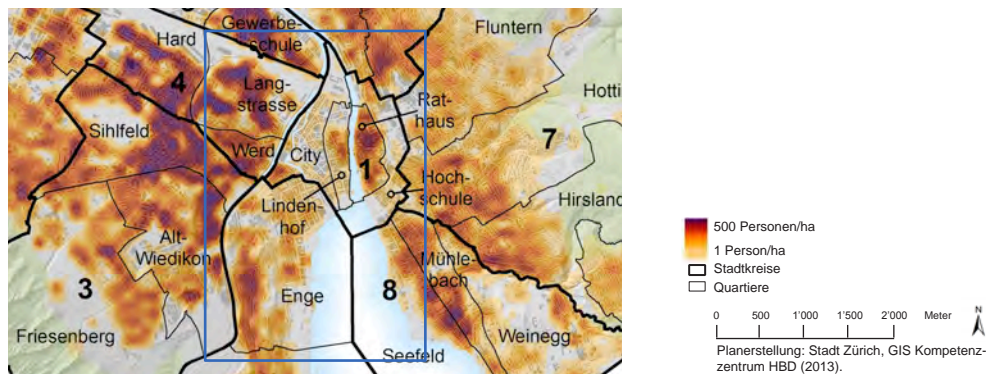 Gewerbe-
schule
Fluntern
Hard
4
Lang-
strasse
Rat-
haus
Hotti
Sihlfeld
7
Werd
City
1
Hoch-
schule
Hirsland
Linden-
hof
Alt-
Wiedikon
Mühle-
bach
3
Enge
8
Friesenberg
Weinegg
Seefeld
500 Personen/ha
1 Person/ha
Stadtkreise
Quartiere
0 500 1'000 1'500 2'000 Meter
N
Planerstellung: Stadt Zürich, GIS Kompetenz-
zentrum HBD (2013).